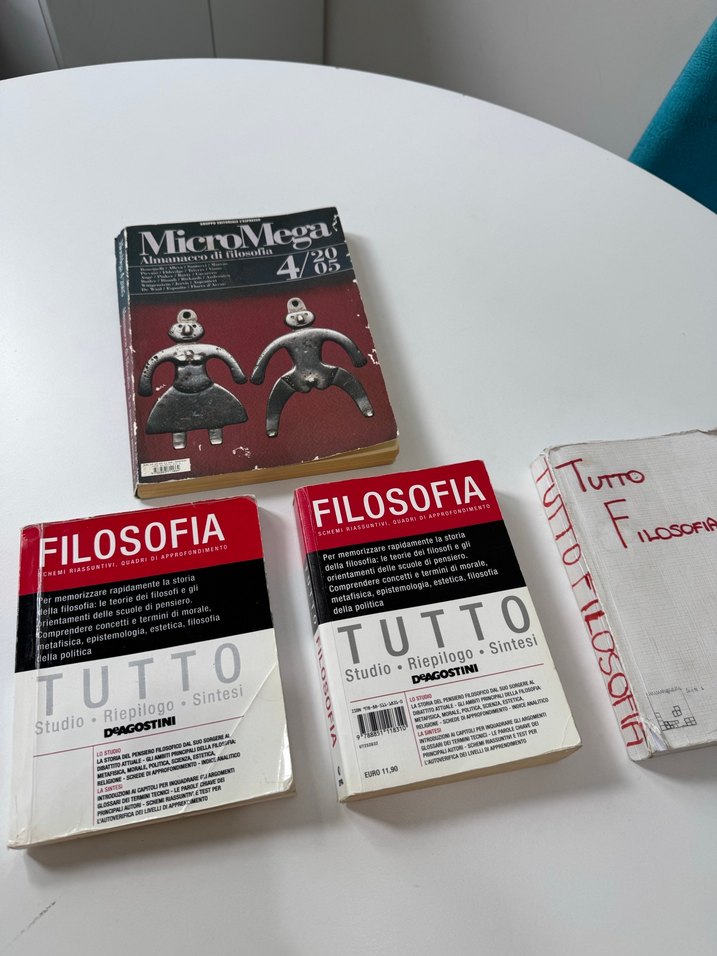 GRUPPO EDITORIALE L'ESPRESSO
MicroMega
Almanacco di filosofia
4/2005
FILOSOFIA
SCHEMI RIASSUNTIVI, QUADRI DI APPROFONDIMENTO
Per memorizzare rapidamente la storia
della filosofia: le teorie dei filosofi e gli
orientamenti delle scuole di pensiero.
Comprendere concetti e termini di morale,
metafisica, epistemologia, estetica, filosofia
della politica
TUTTO
Studio • Riepilogo • Sintesi
DeAGOSTINI
LO STUDIO
LA STORIA DEL PENSIERO FILOSOFICO DAL SUO SORGERE AL
DIBATTITO ATTUALE - GLI AMBITI PRINCIPALI DELLA FILOSOFIA:
METAFISICA, MORALE, POLITICA, SCIENZA, ESTETICA,
RELIGIONE - SCHEDE DI APPROFONDIMENTO - INDICE ANALITICO
LA SINTESI
INTRODUZIONI AI CAPITOLI PER INQUADRARE GLI ARGOMENTI
GLOSSARI DEI TERMINI TECNICI - LE PAROLE CHIAVE DEI
PRINCIPALI AUTORI - SCHEMI RIASSUNTIVI E TEST PER
L'AUTOVERIFICA DEI LIVELLI DI APPRENDIMENTO
FILOSOFIA
FILOSOFIA
SCHEMI RIASSUNTIVI, QUADRI DI APPROFONDIMENTO
Per memorizzare rapidamente la storia
della filosofia: le teorie dei filosofi e gli
orientamenti delle scuole di pensiero.
Comprendere concetti e termini di morale,
metafisica, epistemologia, estetica, filosofia
della politica
TUTTO
Studio • Riepilogo • Sintesi
DeAGOSTINI
EURO 11,90
LO STUDIO
LA STORIA DEL PENSIERO FILOSOFICO DAL SUO SORGERE AL
DIBATTITO ATTUALE - GLI AMBITI PRINCIPALI DELLA FILOSOFIA:
METAFISICA, MORALE, POLITICA, SCIENZA, ESTETICA,
RELIGIONE - SCHEDE DI APPROFONDIMENTO - INDICE ANALITICO
LA SINTESI
INTRODUZIONI AI CAPITOLI PER INQUADRARE GLI ARGOMENTI
GLOSSARI DEI TERMINI TECNICI - LE PAROLE CHIAVE DEI
PRINCIPALI AUTORI - SCHEMI RIASSUNTIVI E TEST PER
L'AUTOVERIFICA DEI LIVELLI DI APPRENDIMENTO
TUTTO FILOSOFIA
TUTTO
FILOSOFIA